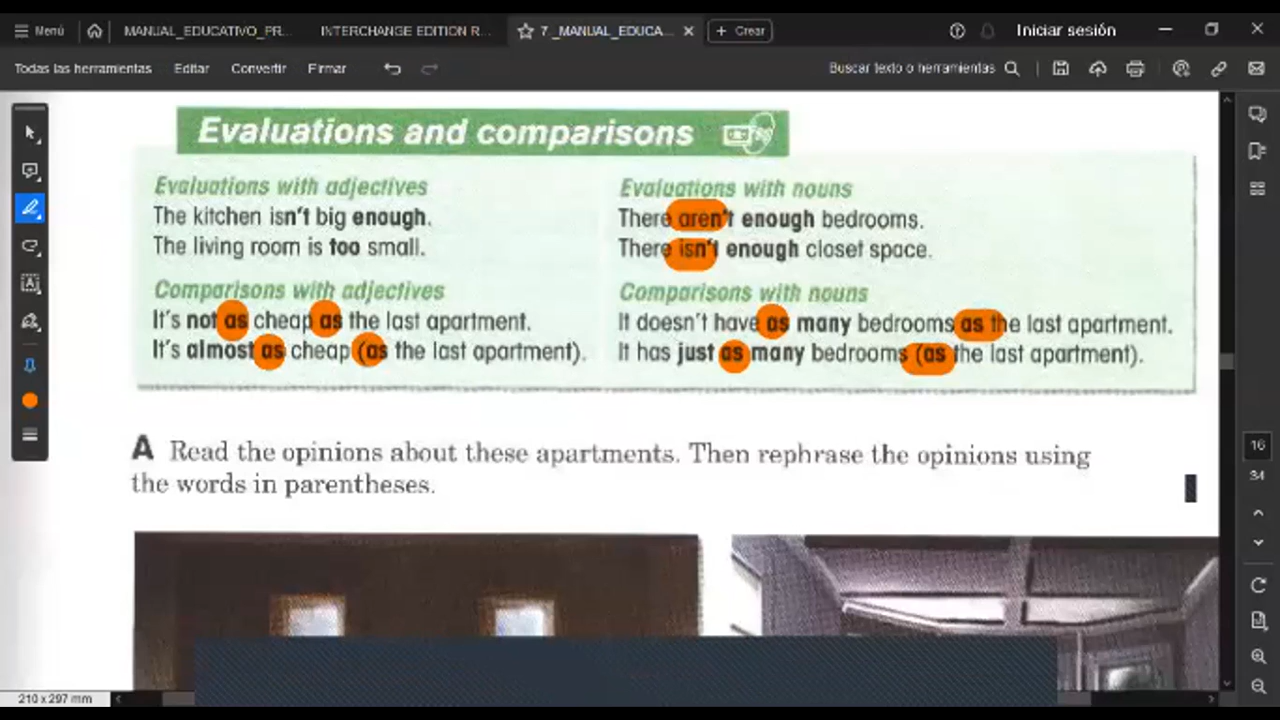 Menú MANUAL_EDUCATIVO_PR... INTERCHANGE EDITION R... 7._MANUAL_EDUCA... + Crear Iniciar sesión
Todas las herramientas Editar Convertir Firmar Buscar texto o herramientas
Evaluations and comparisons
Evaluations with adjectives
The kitchen isn't big enough.
The living room is too small.
Evaluations with nouns
There aren't enough bedrooms.
There isn't enough closet space.
Comparisons with adjectives
It's not as cheap as the last apartment.
It's almost as cheap (as the last apartment).
Comparisons with nouns
It doesn't have as many bedrooms as the last apartment.
It has just as many bedrooms (as the last apartment).
A Read the opinions about these apartments. Then rephrase the opinions using
the words in parentheses.
16
34
210 x 297 mm